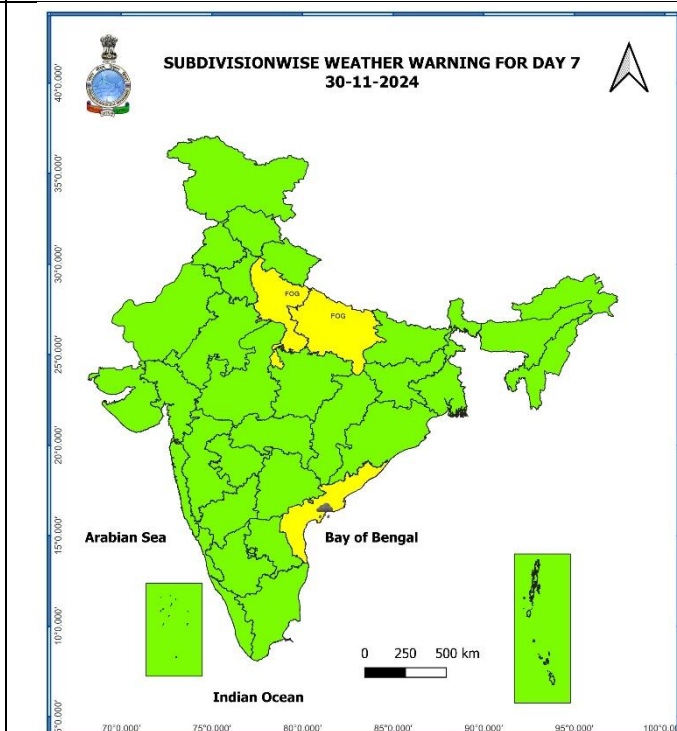 SUBDIVISIONWISE WEATHER WARNING FOR DAY 7
30-11-2024
40°0.000'
35°0.000'
30°0.000'
25°0.000'
20°0.000'
15°0.000'
10°0.000'
5°0.000'
FOG
FOG
Arabian Sea
Bay of Bengal
0 250 500 km
Indian Ocean
70°0.000' 75°0.000' 80°0.000' 85°0.000' 90°0.000' 95°0.000' 100°0.0